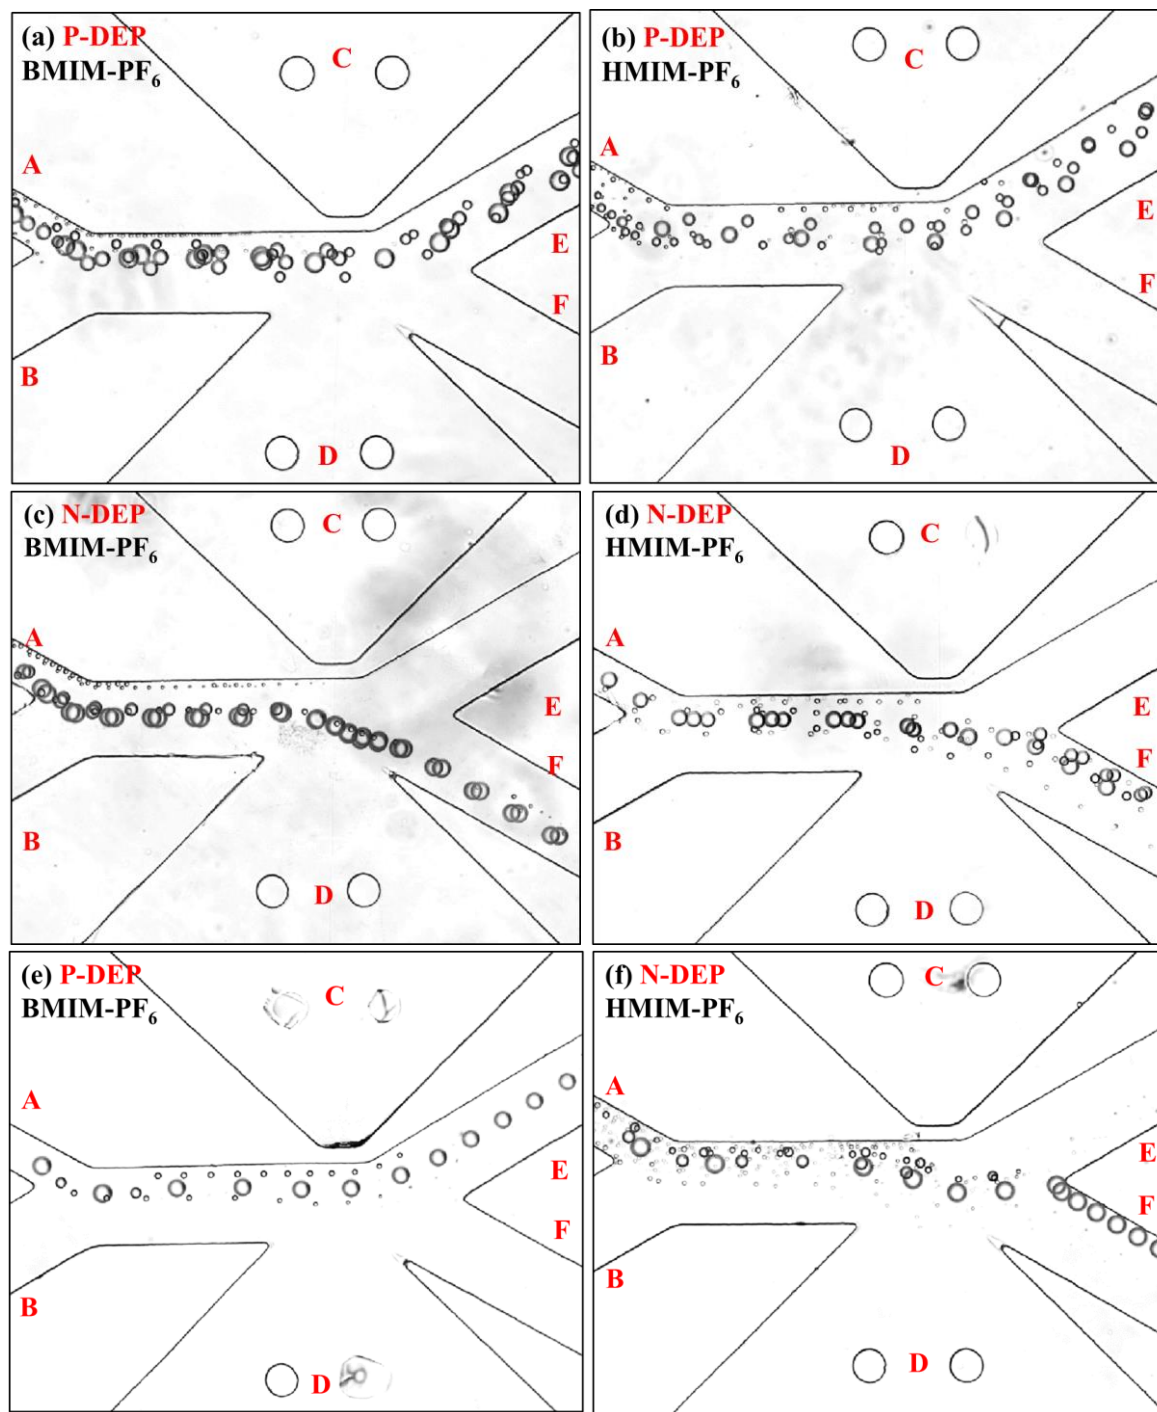 (a) P-DEP
BMIM-PF6
C
A
E
F
B
D
(b) P-DEP
HMIM-PF6
C
A
E
F
B
D
(c) N-DEP
BMIM-PF6
C
A
E
F
B
D
(d) N-DEP
HMIM-PF6
C
A
E
F
B
D
(e) P-DEP
BMIM-PF6
C
A
E
F
B
D
(f) N-DEP
HMIM-PF6
C
A
E
F
B
D